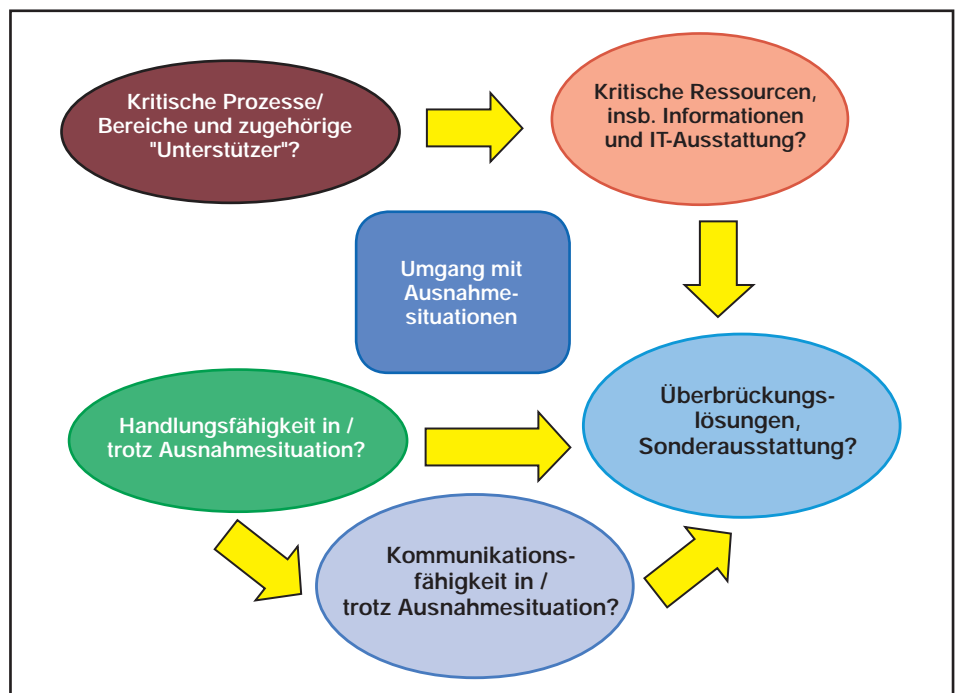 Kritische Prozesse/
Bereiche und zugehörige
"Unterstützer"?
Kritische Ressourcen,
insb. Informationen
und IT-Ausstattung?
Umgang mit
Ausnahme-
situationen
Handlungsfähigkeit in /
trotz Ausnahmesituation?
Überbrückungs-
lösungen,
Sonderausstattung?
Kommunikations-
fähigkeit in /
trotz Ausnahmesituation?